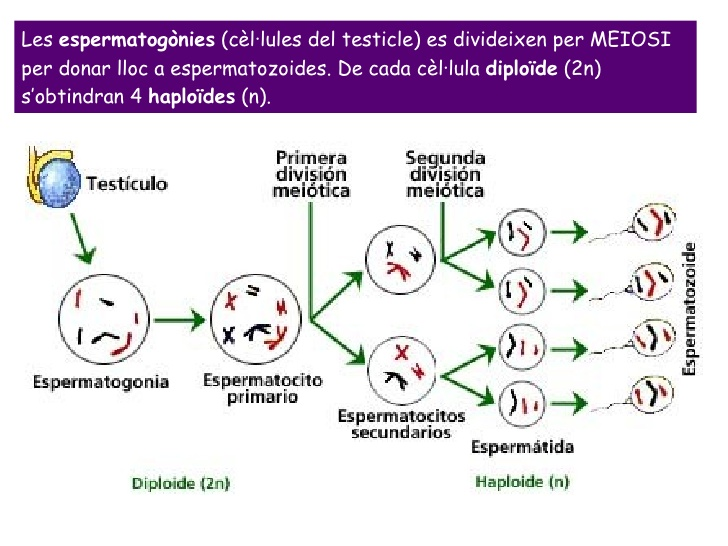 Les espermatogònies (cèl·lules del testicle) es divideixen per MEIOSI
per donar lloc a espermatozoides. De cada cèl·lula diploïde (2n)
s’obtindran 4 haploïdes (n).
Testículo
Primera
división
meiótica
Segunda
división
meiótica
Espermatozoide
Espermatogonia
Espermatocito
primario
Espermatocitos
secundarios
Espermátida
Diploide (2n)
Haploide (n)